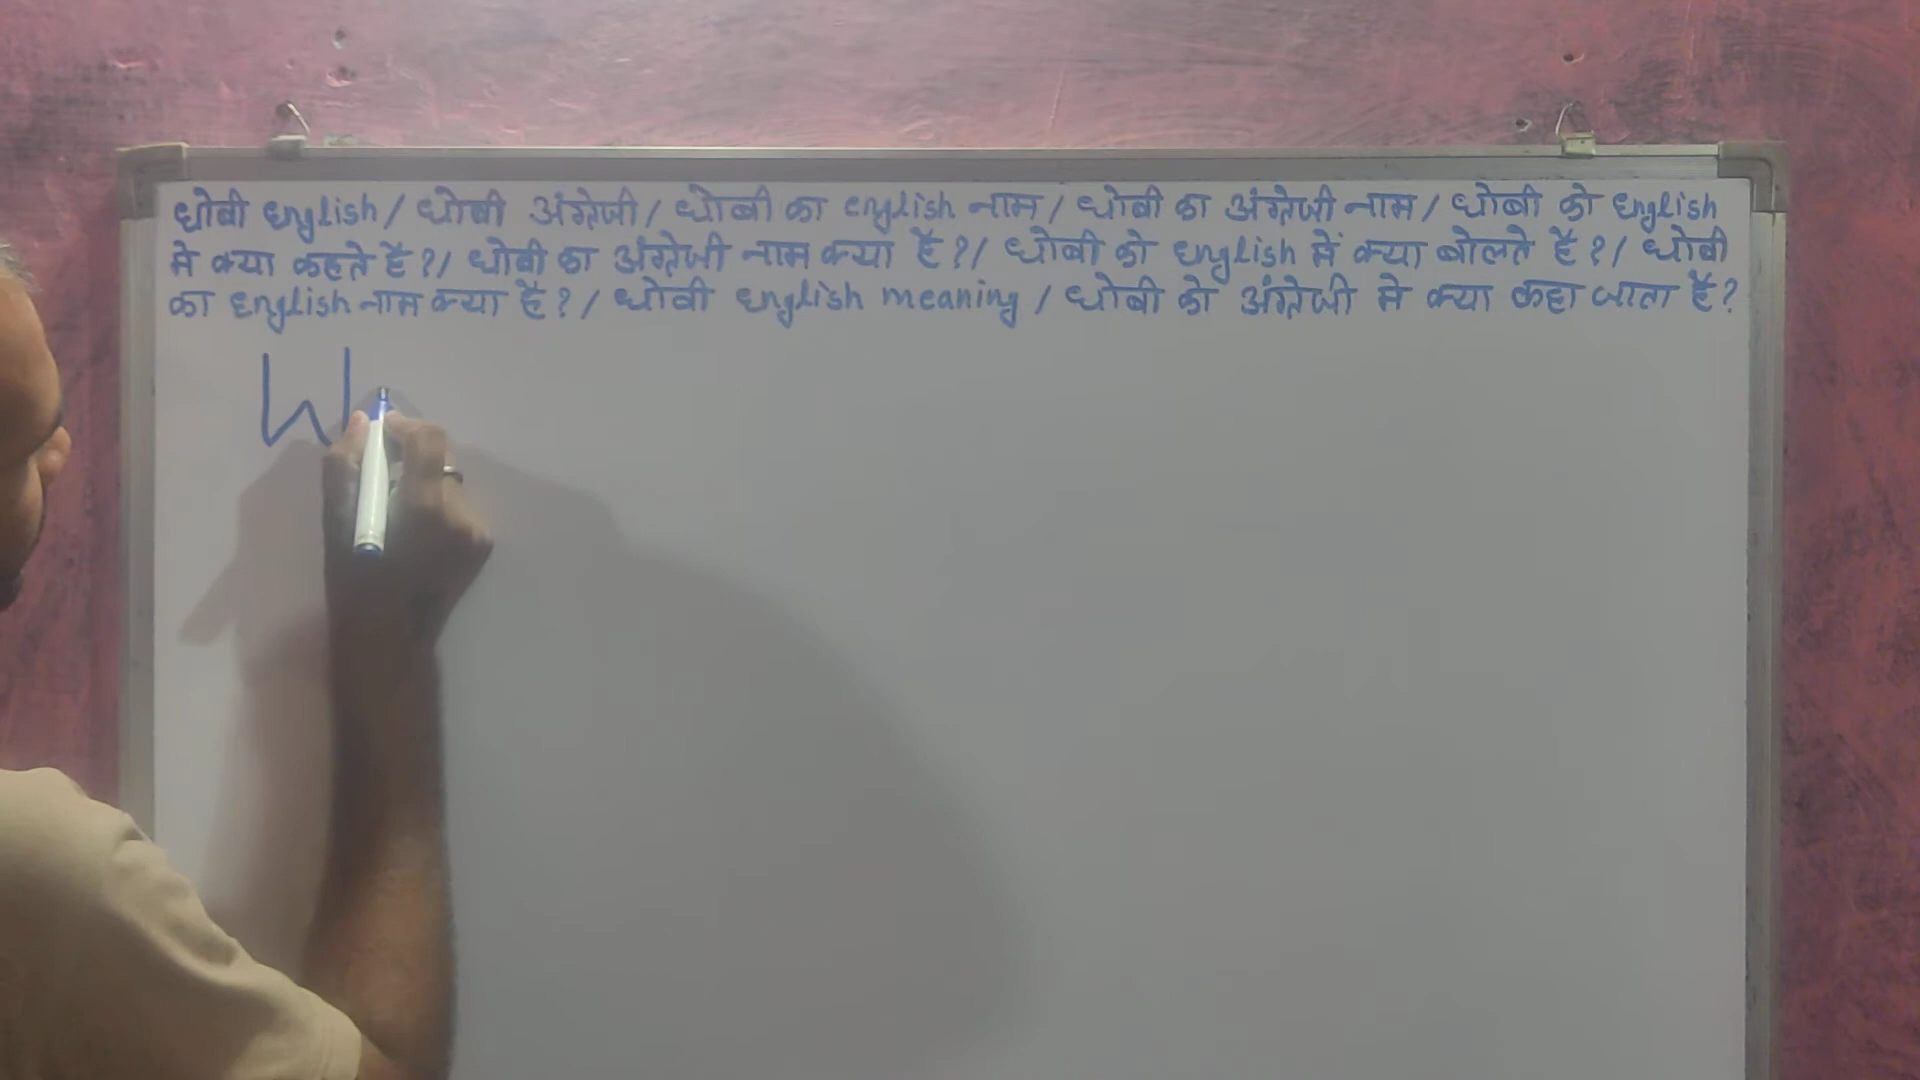 धोबी English / धोबी अंग्रेजी / धोबी का english नाम / धोबी का अंग्रेजी नाम / धोबी को English
मे क्या कहते है ? / धोबी का अंग्रेजी नाम क्या है ? / धोबी को English में क्या बोलते है ? / धोबी
का English नाम क्या है ? / धोबी English meaning / धोबी को अंग्रेजी मे क्या कहा जाता है ?
W